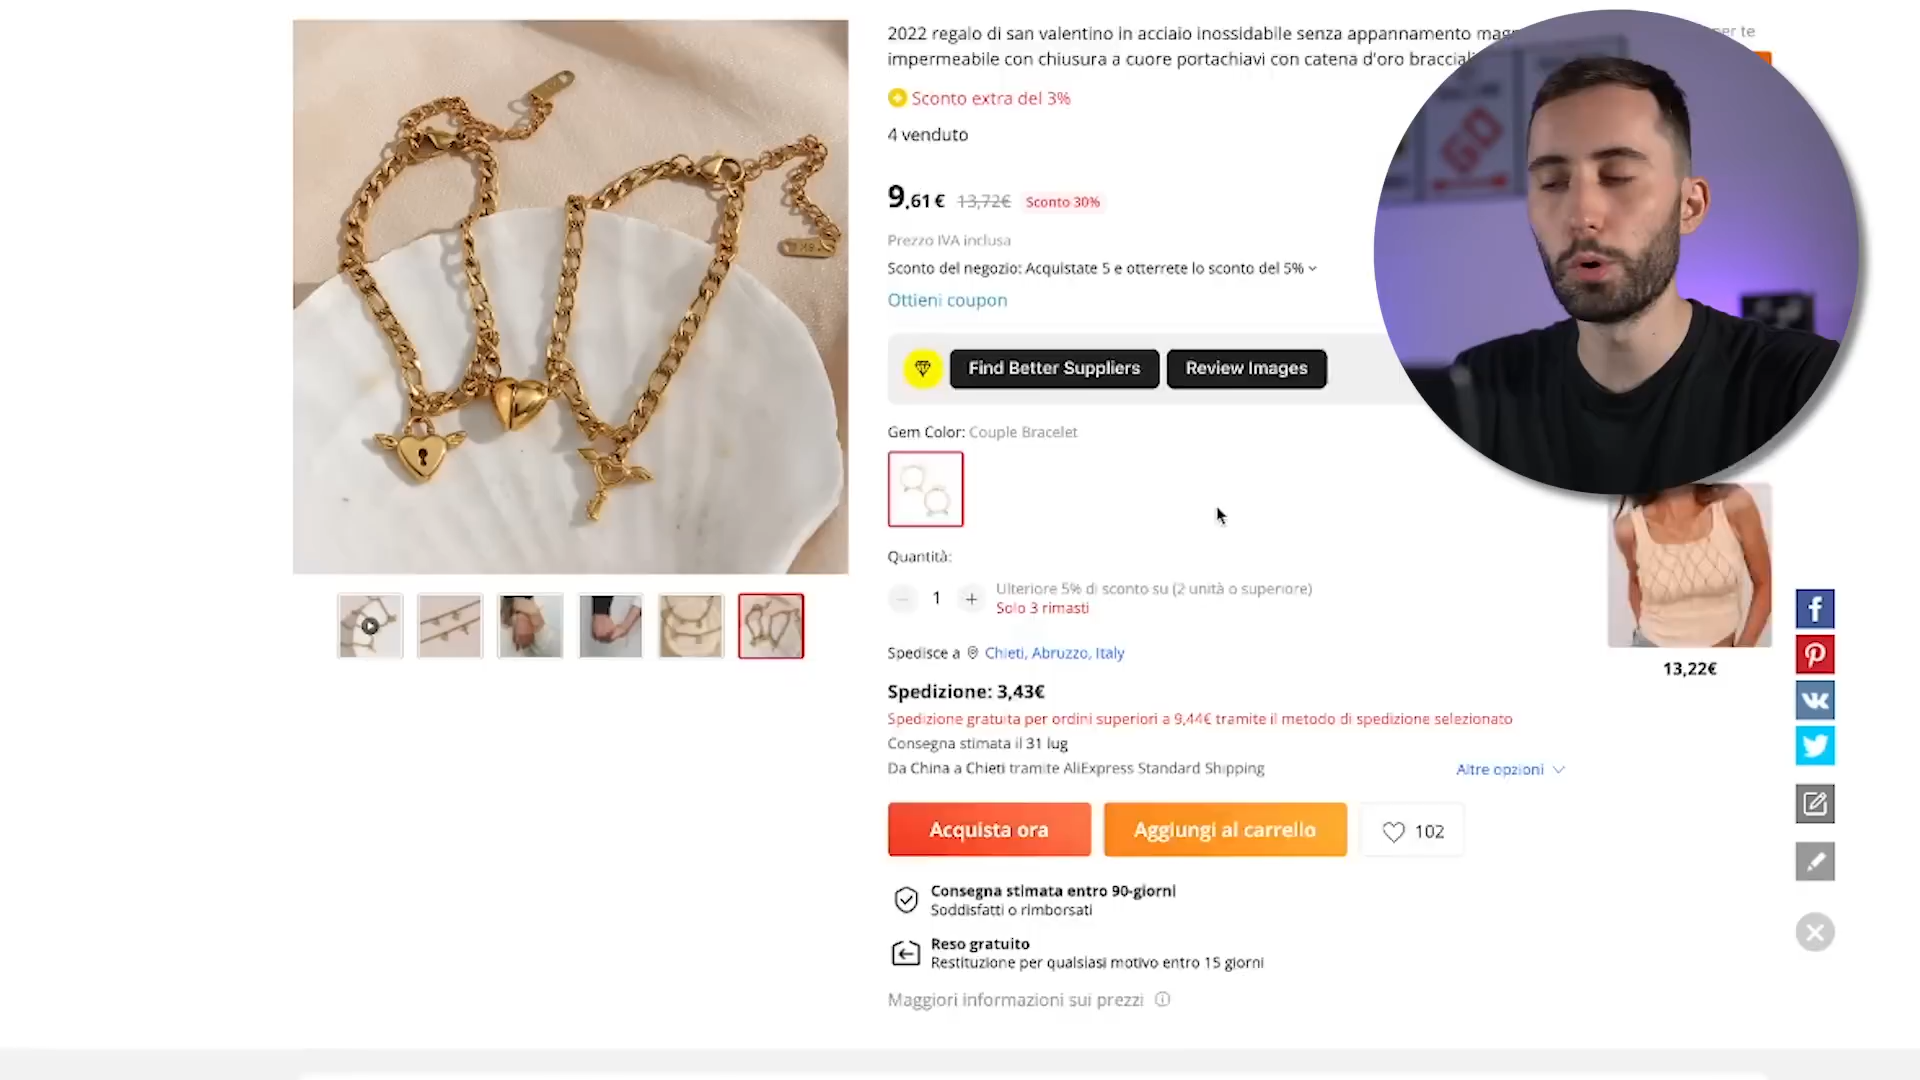 2022 regalo di san valentino in acciaio inossidabile senza appannamento
impermeabile con chiusura a cuore portachiavi con catena d'oro
per te
Sconto extra del 3%
4 venduto
9,61 € 13,72€ Sconto 30%
Prezzo IVA inclusa
Sconto del negozio: Acquistate 5 e otterrete lo sconto del 5%
Ottieni coupon
Find Better Suppliers
Review Images
Gem Color: Couple Bracelet
Quantità:
1
Ulteriore 5% di sconto su (2 unità o superiore)
Solo 3 rimasti
Spedisce a Chieti, Abruzzo, Italy
Spedizione: 3,43€
Spedizione gratuita per ordini superiori a 9,44€ tramite il metodo di spedizione selezionato
Consegna stimata il 31 lug
Da China a Chieti tramite AliExpress Standard Shipping
Altre opzioni
Acquista ora
Aggiungi al carrello
102
Consegna stimata entro 90-giorni
Soddisfatti o rimborsati
Reso gratuito
Restituzione per qualsiasi motivo entro 15 giorni
Maggiori informazioni sui prezzi
13,22€
GO